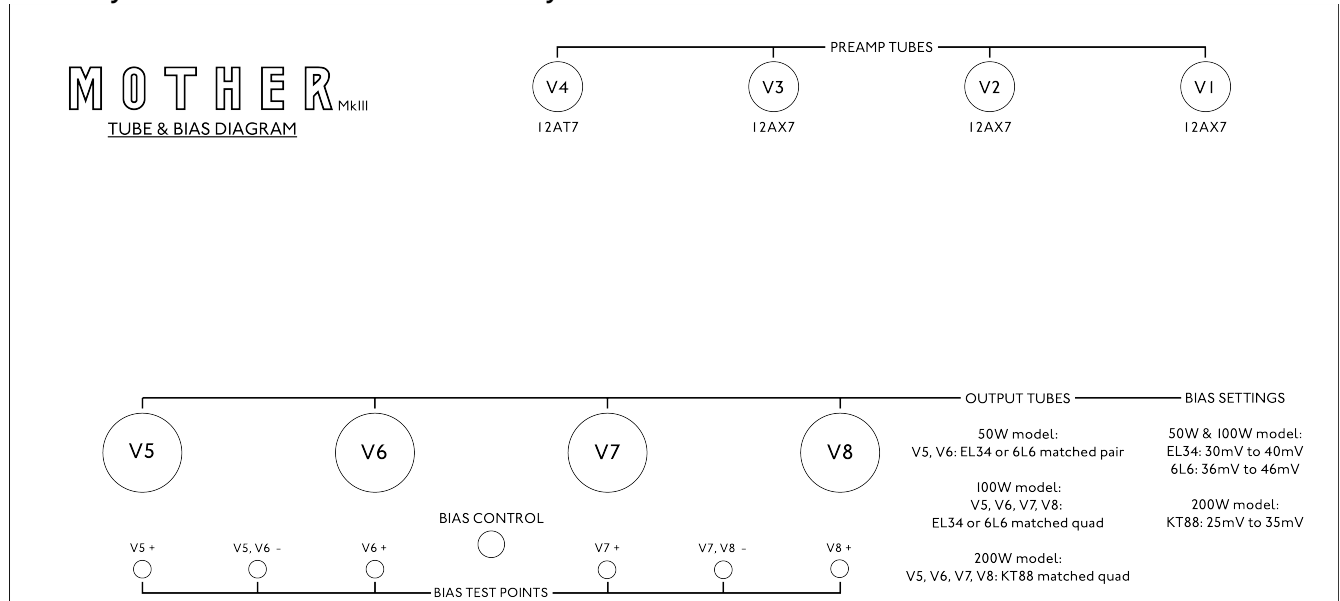 PREAMP TUBES
MOTHER MkIII
TUBE & BIAS DIAGRAM
V4 V3 V2 V1
12AT7 12AX7 12AX7 12AX7
OUTPUT TUBES BIAS SETTINGS
V5 V6 V7 V8
50W model:
V5, V6: EL34 or 6L6 matched pair
100W model:
V5, V6, V7, V8:
EL34 or 6L6 matched quad
200W model:
V5, V6, V7, V8: KT88 matched quad
50W & 100W model:
EL34: 30mV to 40mV
6L6: 36mV to 46mV
200W model:
KT88: 25mV to 35mV
BIAS CONTROL
V5 + V5, V6 - V6 + V7 + V7, V8 - V8 +
BIAS TEST POINTS